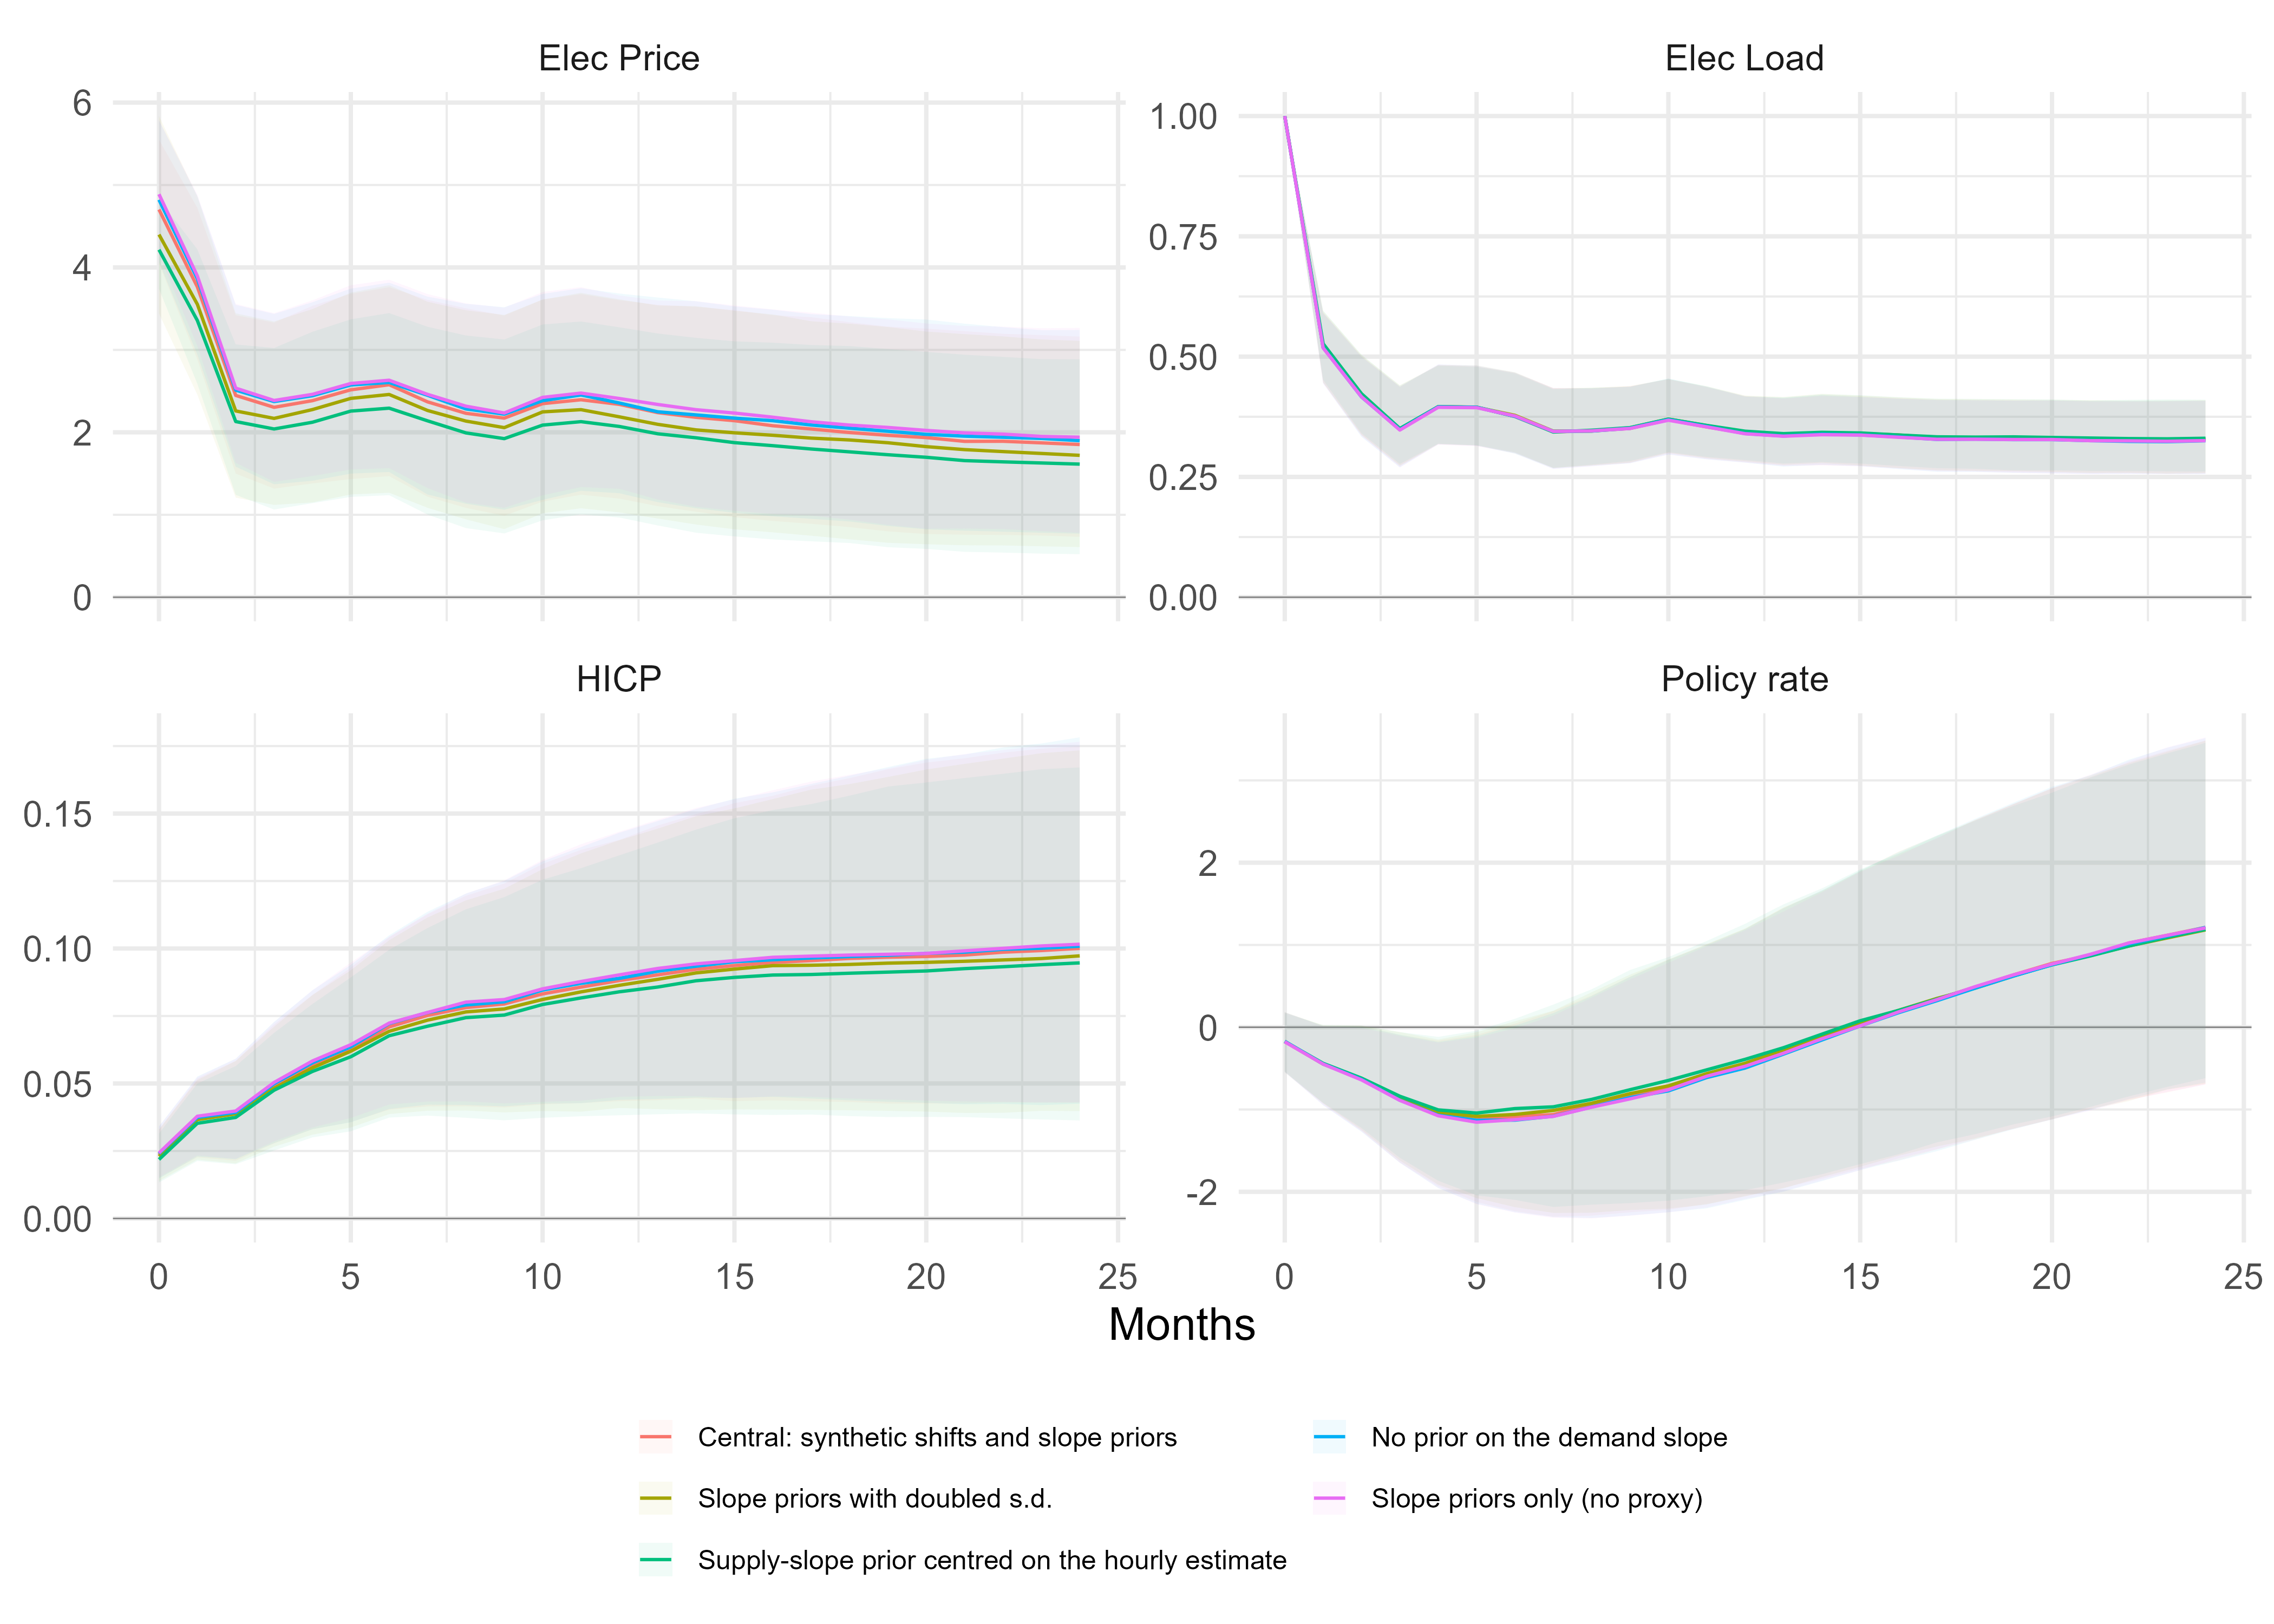 Elec Price
Elec Load
6
4
2
0
1.00
0.75
0.50
0.25
0.00
HICP
Policy rate
0.15
0.10
0.05
0.00
2
0
-2
0 5 10 15 20 25
0 5 10 15 20 25
Months
Central: synthetic shifts and slope priors
Slope priors with doubled s.d.
Supply-slope prior centred on the hourly estimate
No prior on the demand slope
Slope priors only (no proxy)